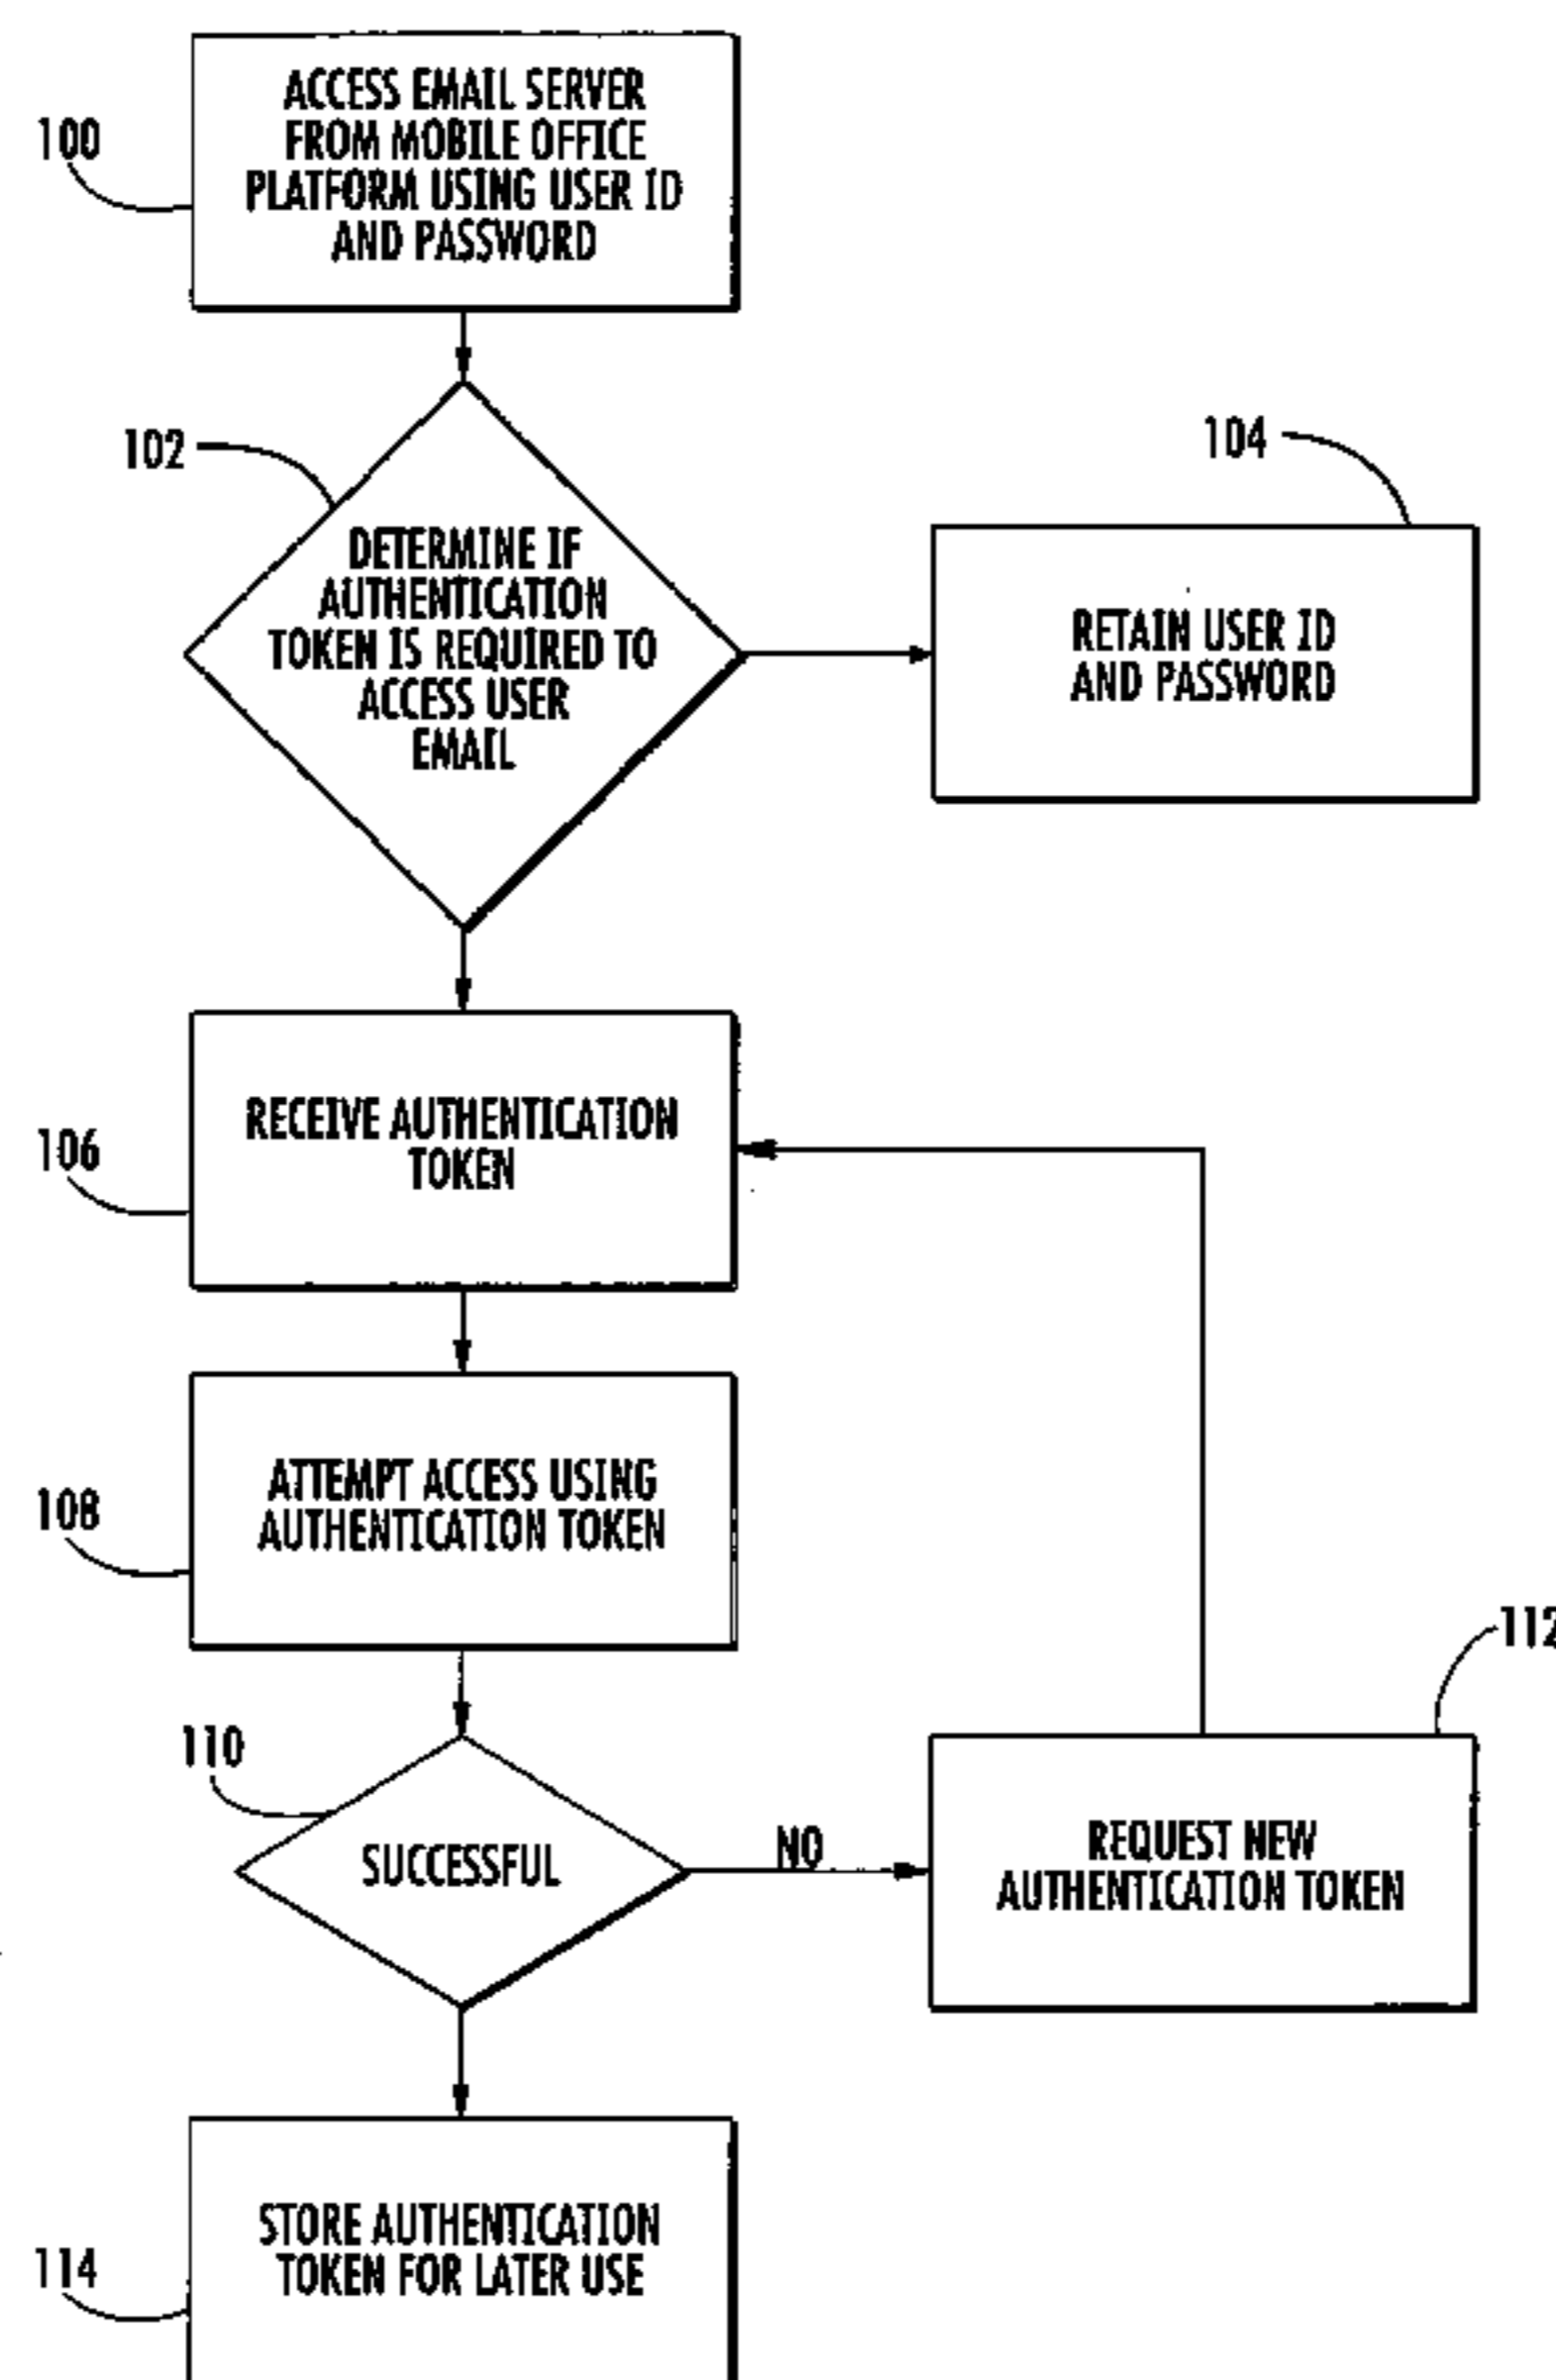 100
ACCESS EMAIL SERVER
FROM MOBILE OFFICE
PLATFORM USING USER ID
AND PASSWORD
102
DETERMINE IF
AUTHENTICATION
TOKEN IS REQUIRED TO
ACCESS USER
EMAIL
104
RETAIN USER ID
AND PASSWORD
106
RECEIVE AUTHENTICATION
TOKEN
108
ATTEMPT ACCESS USING
AUTHENTICATION TOKEN
110
SUCCESSFUL
NO
112
REQUEST NEW
AUTHENTICATION TOKEN
114
STORE AUTHENTICATION
TOKEN FOR LATER USE